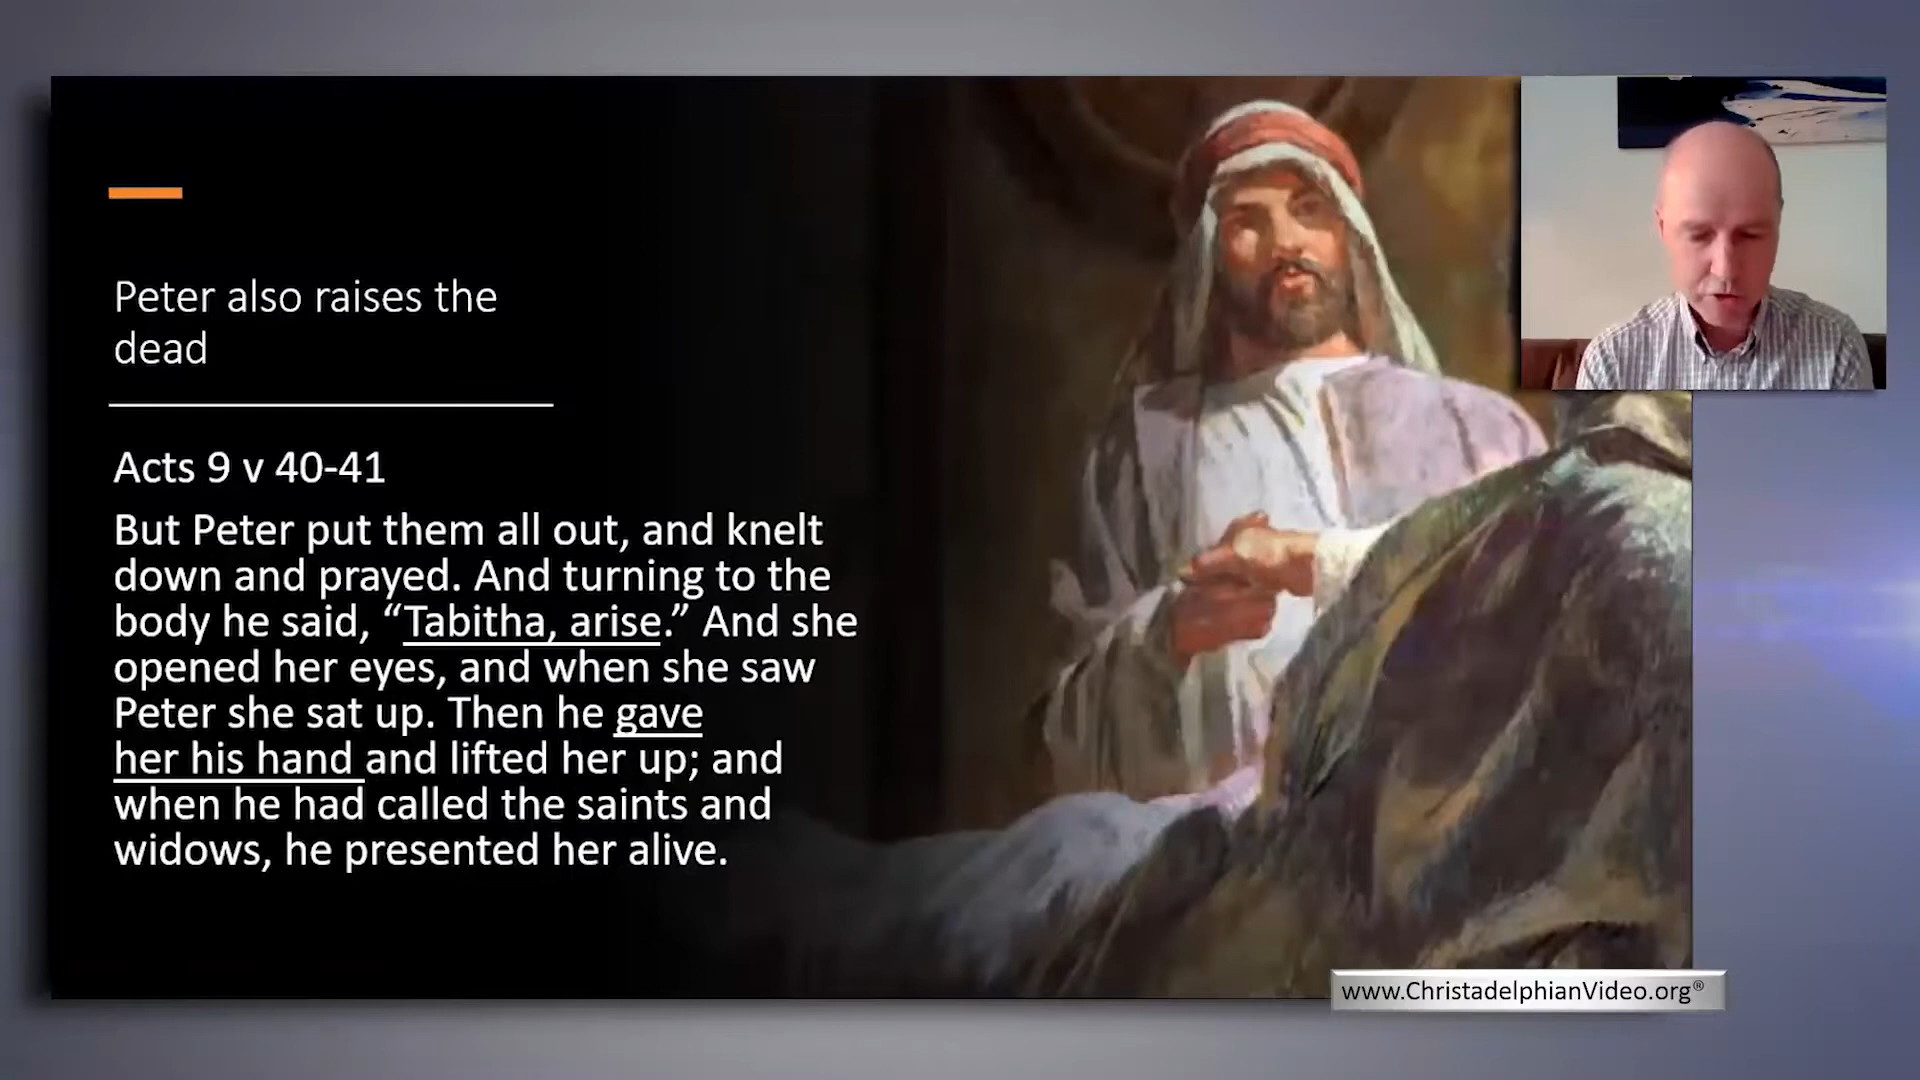 Peter also raises the
dead
Acts 9 v 40-41
But Peter put them all out, and knelt
down and prayed. And turning to the
body he said, “Tabitha, arise.” And she
opened her eyes, and when she saw
Peter she sat up. Then he gave
her his hand and lifted her up; and
when he had called the saints and
widows, he presented her alive.
www.ChristadelphianVideo.org®